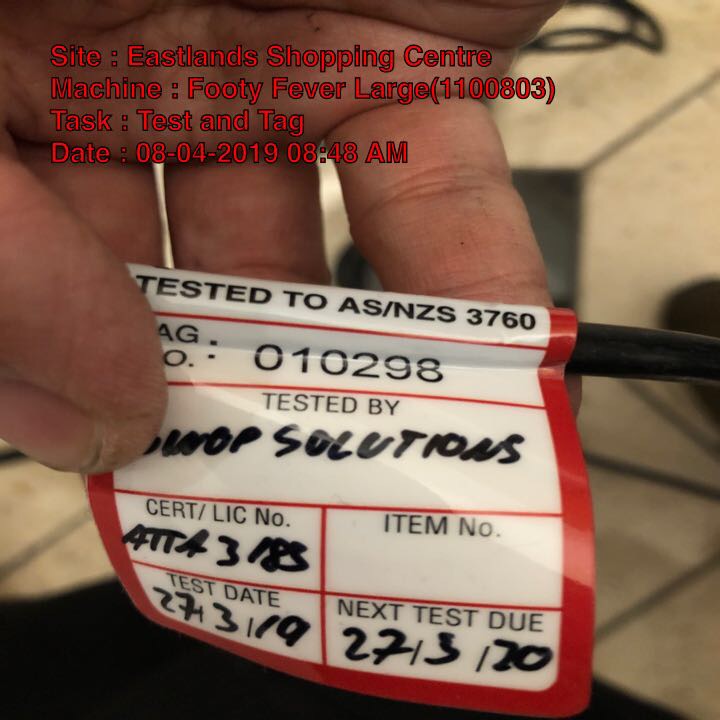 Site : Eastlands Shopping Centre
Machine : Footy Fever Large(1100803)
Task : Test and Tag
Date : 08-04-2019 08:48 AM
TESTED TO AS/NZS 3760
AG
O. : 010298
TESTED BY
SOLUTIONS
CERT/ LIC No.
ITEM No.
ATTA 3185
TEST DATE
27/3/19
NEXT TEST DUE
27/3/20